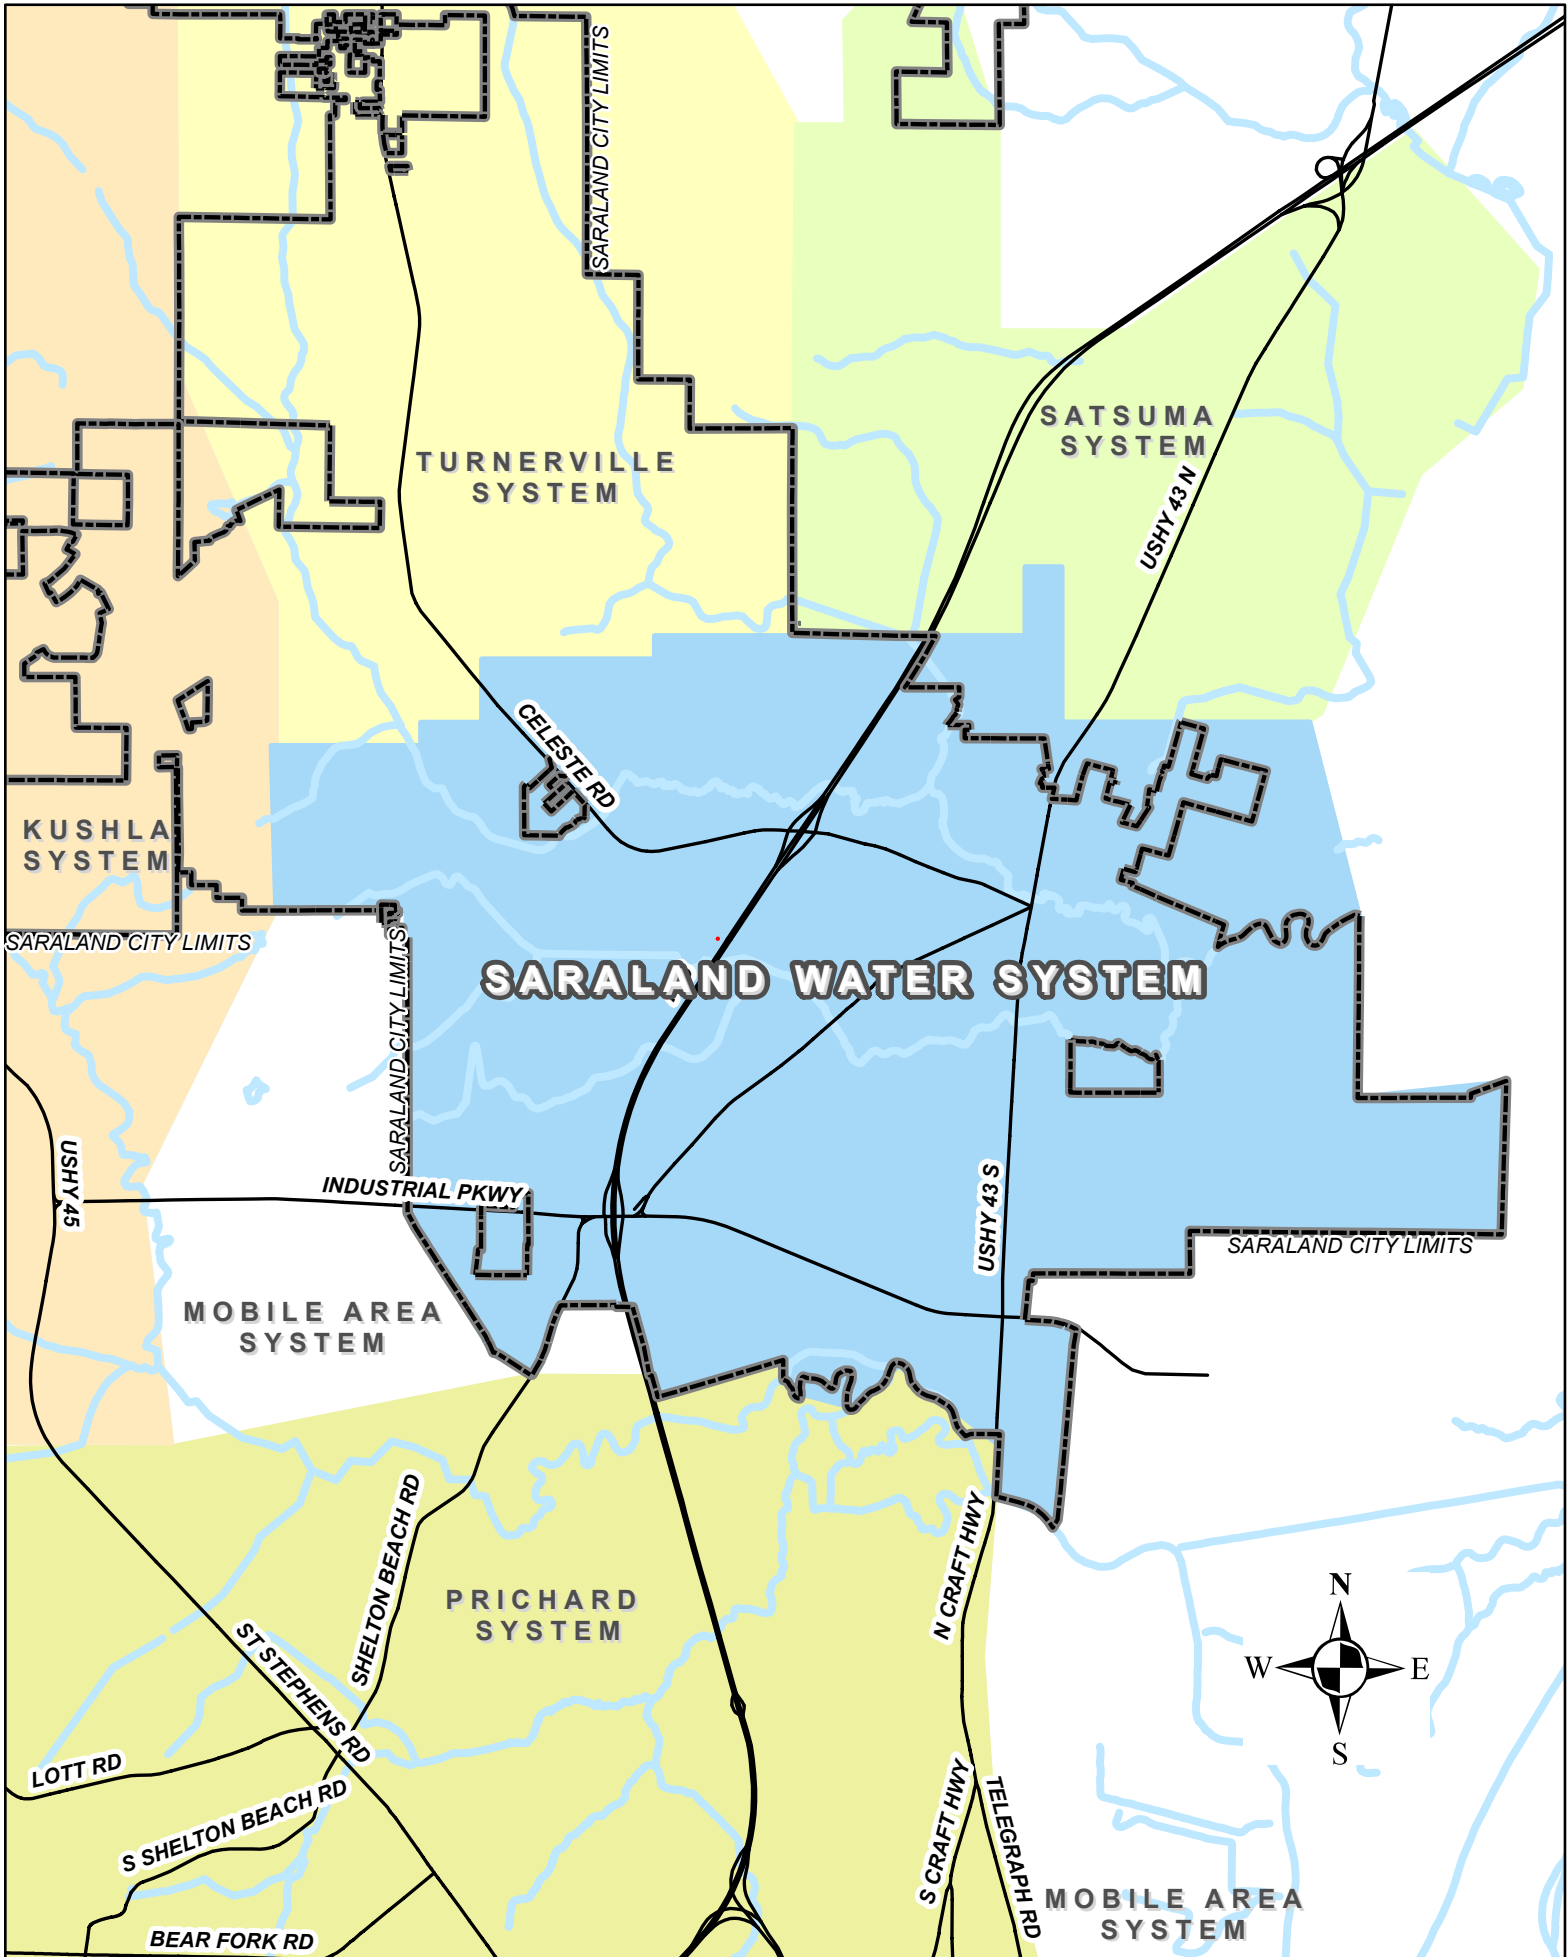 SARALAND CITY LIMITS
SATSUMA
SYSTEM
TURNERVILLE
SYSTEM
USHY 43 N
CELESTE RD
KUSHLA
SYSTEM
SARALAND CITY LIMITS
SARALAND CITY LIMITS
SARALAND WATER SYSTEM
USHY 45
INDUSTRIAL PKWY
USHY 43 S
SARALAND CITY LIMITS
MOBILE AREA
SYSTEM
SHELTON BEACH RD
N CRAFT HWY
PRICHARD
SYSTEM
N
W
E
S
ST STEPHENS RD
LOTT RD
S SHELTON BEACH RD
S CRAFT HWY
TELEGRAPH RD
MOBILE AREA
SYSTEM
BEAR FORK RD